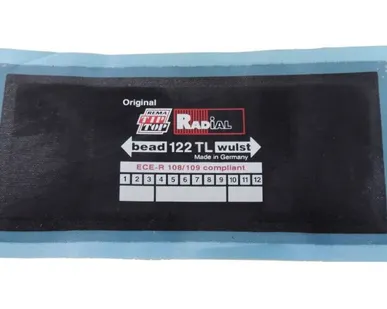 Original
REMA
TIP
TOP
RADiAL
bead 122 TL wulst
Made in Germany
ECE-R 108/109 compliant
1 2 3 4 5 6 7 8 9 10 11 12